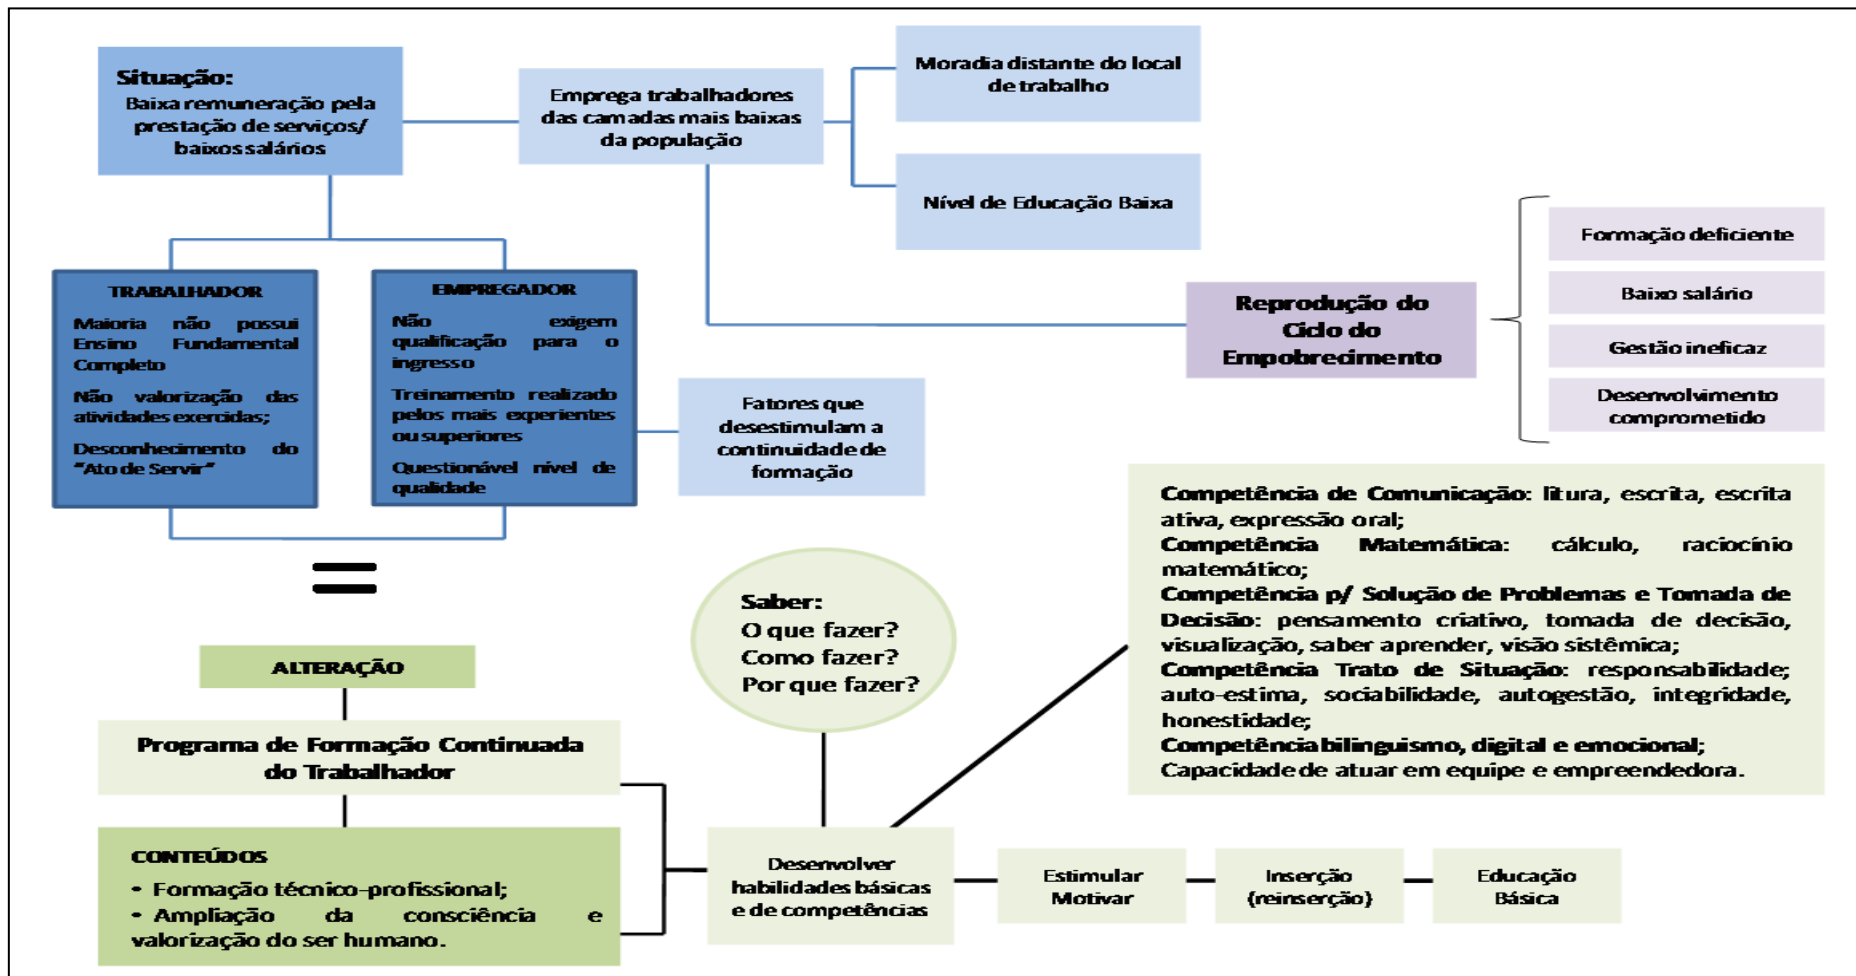 Situação:
Baixa remuneração pela
prestação de serviços/
baixos salários
Emprega trabalhadores
das camadas mais baixas
da população
Moradia distante do local
de trabalho
Nível de Educação Baixa
TRABALHADOR
Maioria não possui
Ensino Fundamental
Completo
Não valorização das
atividades exercidas;
Desconhecimento do
"Ato de Servir"
EMPREGADOR
Não exigem
qualificação para o
ingresso
Treinamento realizado
pelos mais experientes
ou superiores
Questionável nível de
qualidade
Fatores que
desestimulam a
continuidade de
formação
Reprodução do
Ciclo do
Empobrecimento
Formação deficiente
Baixo salário
Gestão ineficaz
Desenvolvimento
comprometido
Competência de Comunicação: litura, escrita, escrita
ativa, expressão oral;
Competência Matemática: cálculo, raciocínio
matemático;
Competência p/ Solução de Problemas e Tomada de
Decisão: pensamento criativo, tomada de decisão,
visualização, saber aprender, visão sistêmica;
Competência Trato de Situação: responsabilidade;
auto-estima, sociabilidade, autogestão, integridade,
honestidade;
Competência bilinguismo, digital e emocional;
Capacidade de atuar em equipe e empreendedora.
=
Saber:
O que fazer?
Como fazer?
Por que fazer?
ALTERAÇÃO
Programa de Formação Continuada
do Trabalhador
CONTEÚDOS
• Formação técnico-profissional;
• Ampliação da consciência e
valorização do ser humano.
Desenvolver
habilidades básicas
e de competências
Estimular
Motivar
Inserção
(reinserção)
Educação
Básica